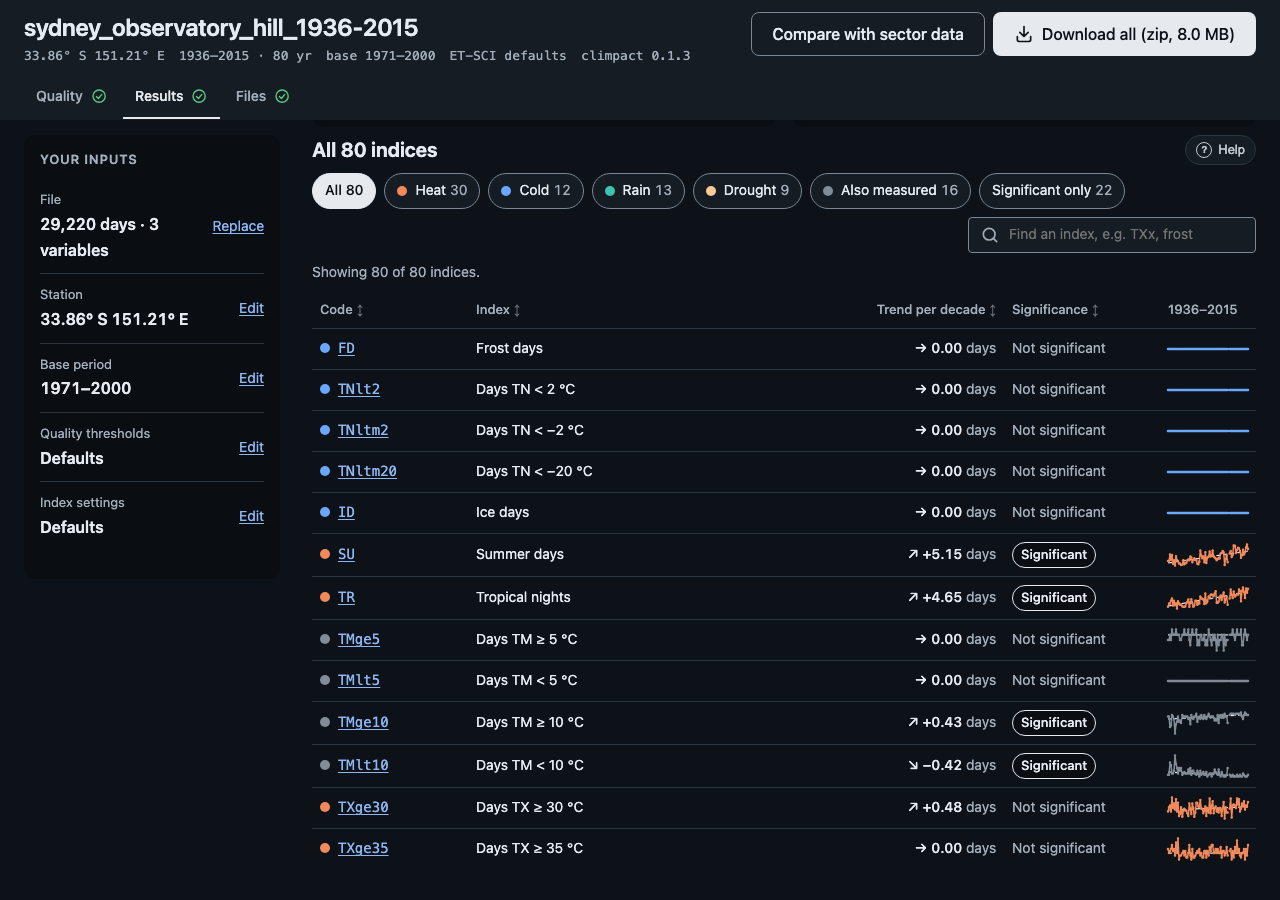 sydney_observatory_hill_1936-2015
33.86° S 151.21° E 1936–2015 · 80 yr base 1971–2000 ET-SCI defaults climpact 0.1.3
Compare with sector data
Download all (zip, 8.0 MB)
Quality
Results
Files
YOUR INPUTS
File
29,220 days · 3
variables
Replace
Station
33.86° S 151.21° E
Edit
Base period
1971–2000
Edit
Quality thresholds
Defaults
Edit
Index settings
Defaults
Edit
All 80 indices
Help
All 80
Heat 30
Cold 12
Rain 13
Drought 9
Also measured 16
Significant only 22
Find an index, e.g. TXx, frost
Showing 80 of 80 indices.
Code ↕ Index ↕ Trend per decade ↕ Significance ↕ 1936–2015
FD Frost days → 0.00 days Not significant
TNlt2 Days TN < 2 °C → 0.00 days Not significant
TNltm2 Days TN < −2 °C → 0.00 days Not significant
TNltm20 Days TN < −20 °C → 0.00 days Not significant
ID Ice days → 0.00 days Not significant
SU Summer days ↗ +5.15 days Significant
TR Tropical nights ↗ +4.65 days Significant
TMge5 Days TM ≥ 5 °C → 0.00 days Not significant
TMlt5 Days TM < 5 °C → 0.00 days Not significant
TMge10 Days TM ≥ 10 °C ↗ +0.43 days Significant
TMlt10 Days TM < 10 °C ↘ −0.42 days Significant
TXge30 Days TX ≥ 30 °C ↗ +0.48 days Not significant
TXge35 Days TX ≥ 35 °C → 0.00 days Not significant